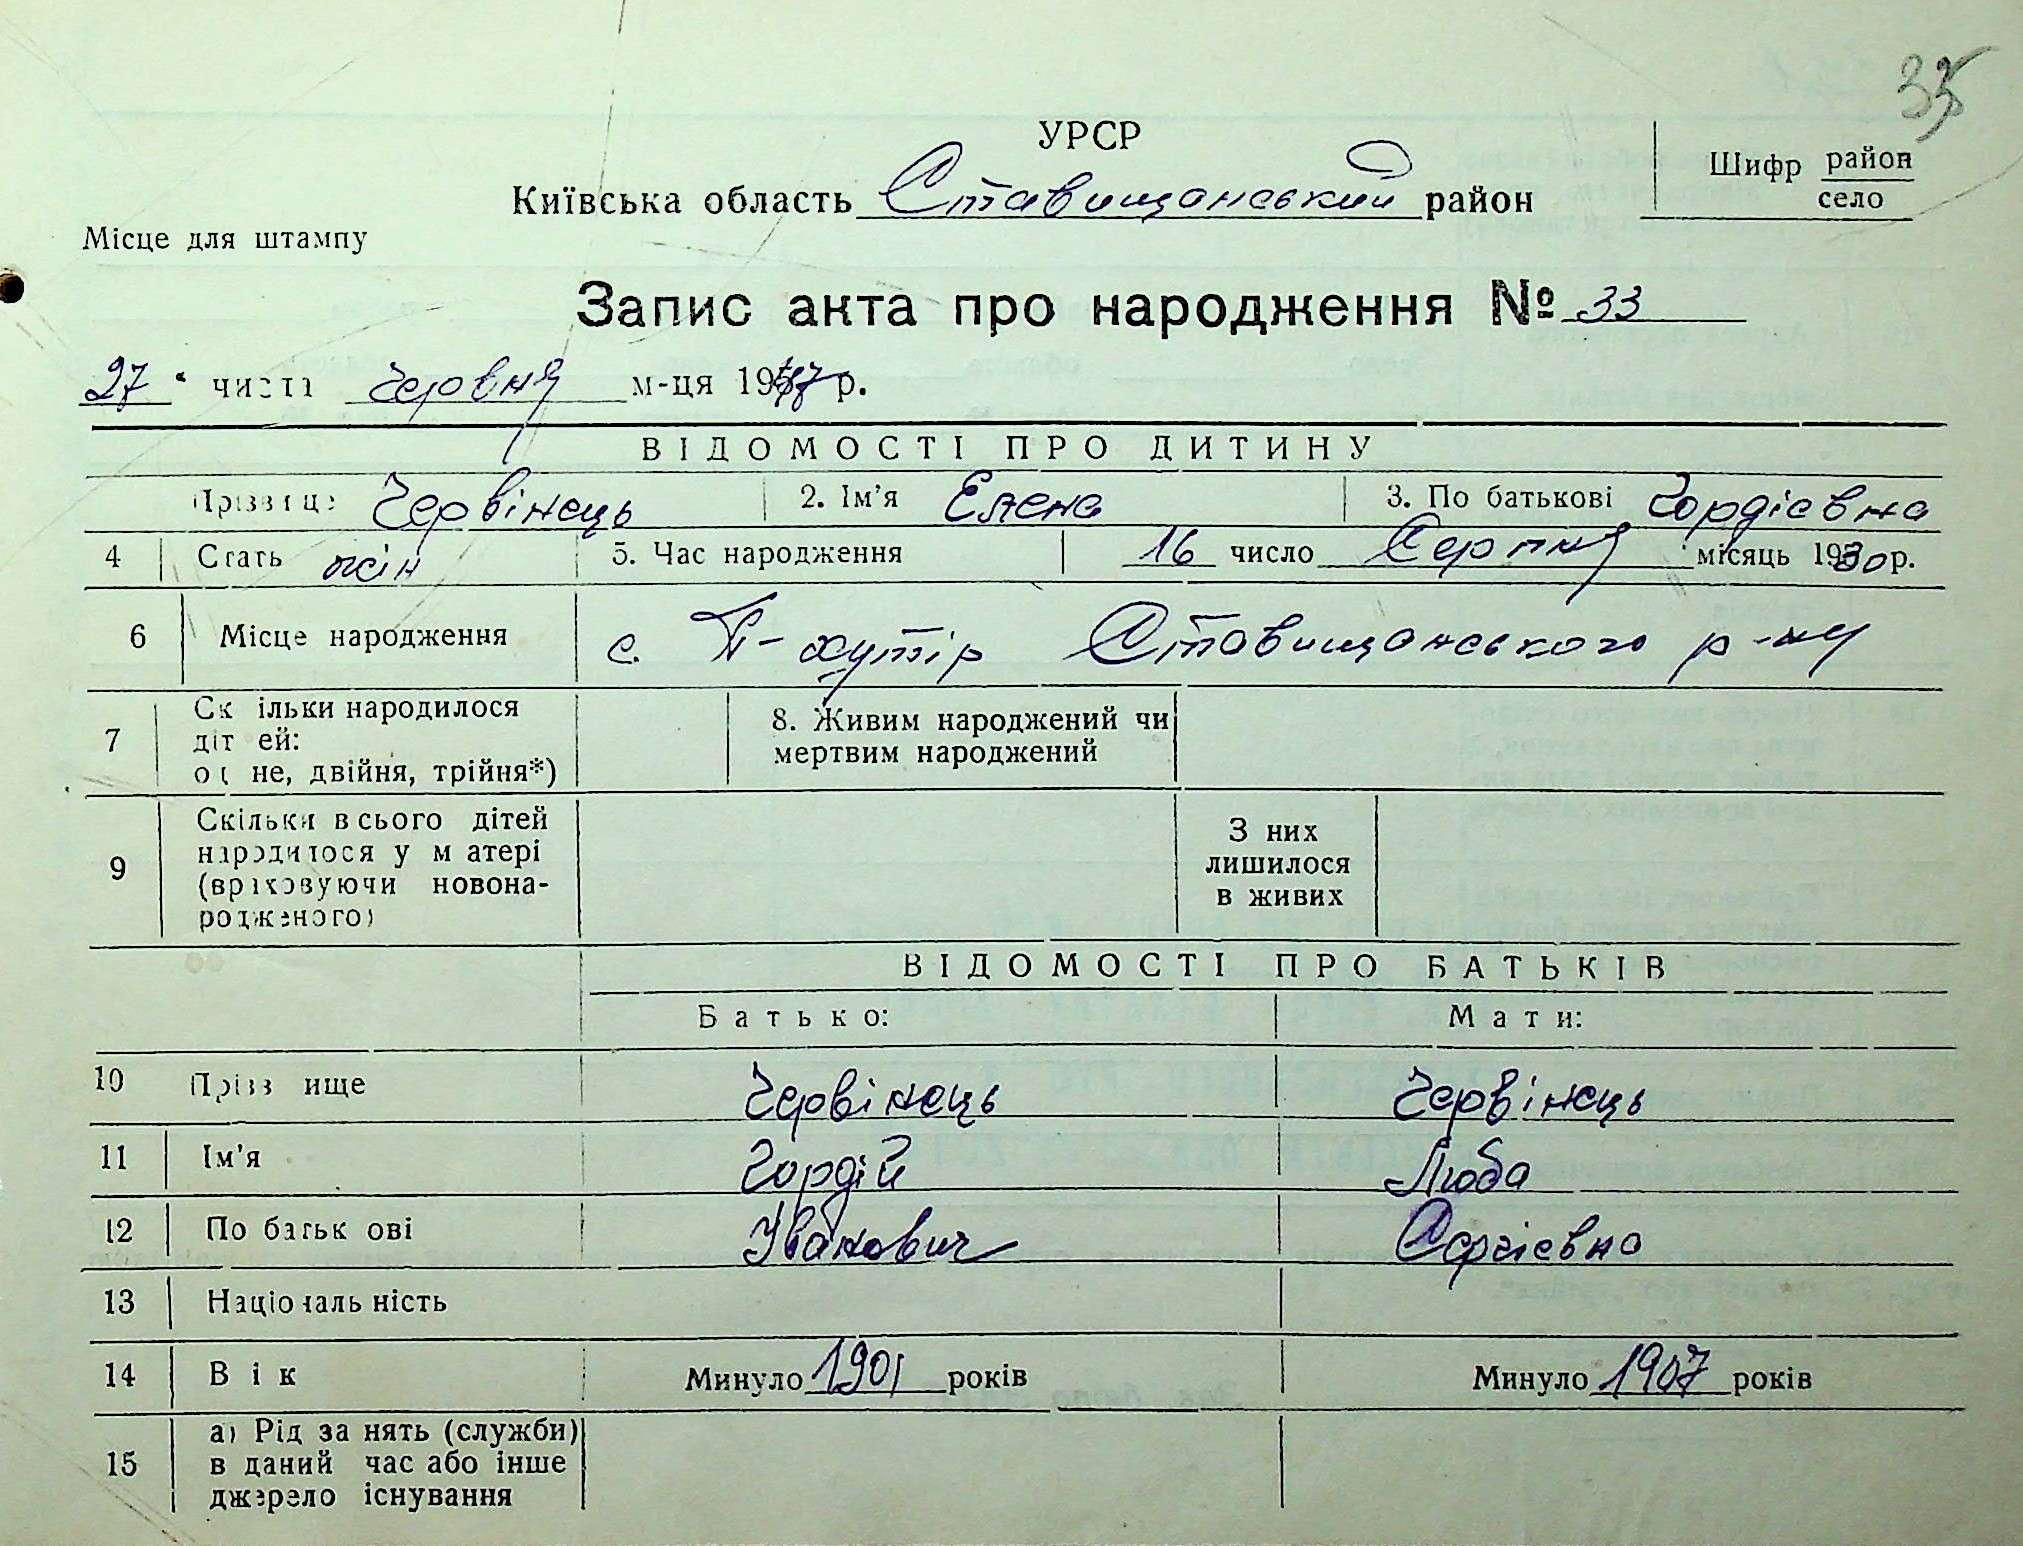 33
УРСР
Київська область Ставищанський район
Шифр район
село
Місце для штампу
Запис акта про народження № 33
27 " числа червня м-ця 19 р.
ВІДОМОСТІ ПРО ДИТИНУ
Прізвище Червінець 2. Ім'я Елена 3. По батькові Гордієвна
4 Стать жін 5. Час народження 16 число Серпня місяць 1930 р.
6 Місце народження с. хутір Ставищанського р-ну
7 Скільки народилося
дітей:
одне, двійня, трійня*)
8. Живим народжений чи
мертвим народжений
9 Скільки всього дітей
народилося у матері
(враховуючи новона-
родженого)
З них
лишилося
в живих
ВІДОМОСТІ ПРО БАТЬКІВ
Батько: Мати:
10 Прізвище Червінець Червінець
11 Ім'я Гордій Люба
12 По батькові Іванович Сергієвна
13 Національність
14 Вік Минуло 1901 років Минуло 1907 років
15 а) Рід занять (служби)
в даний час або інше
джерело існування